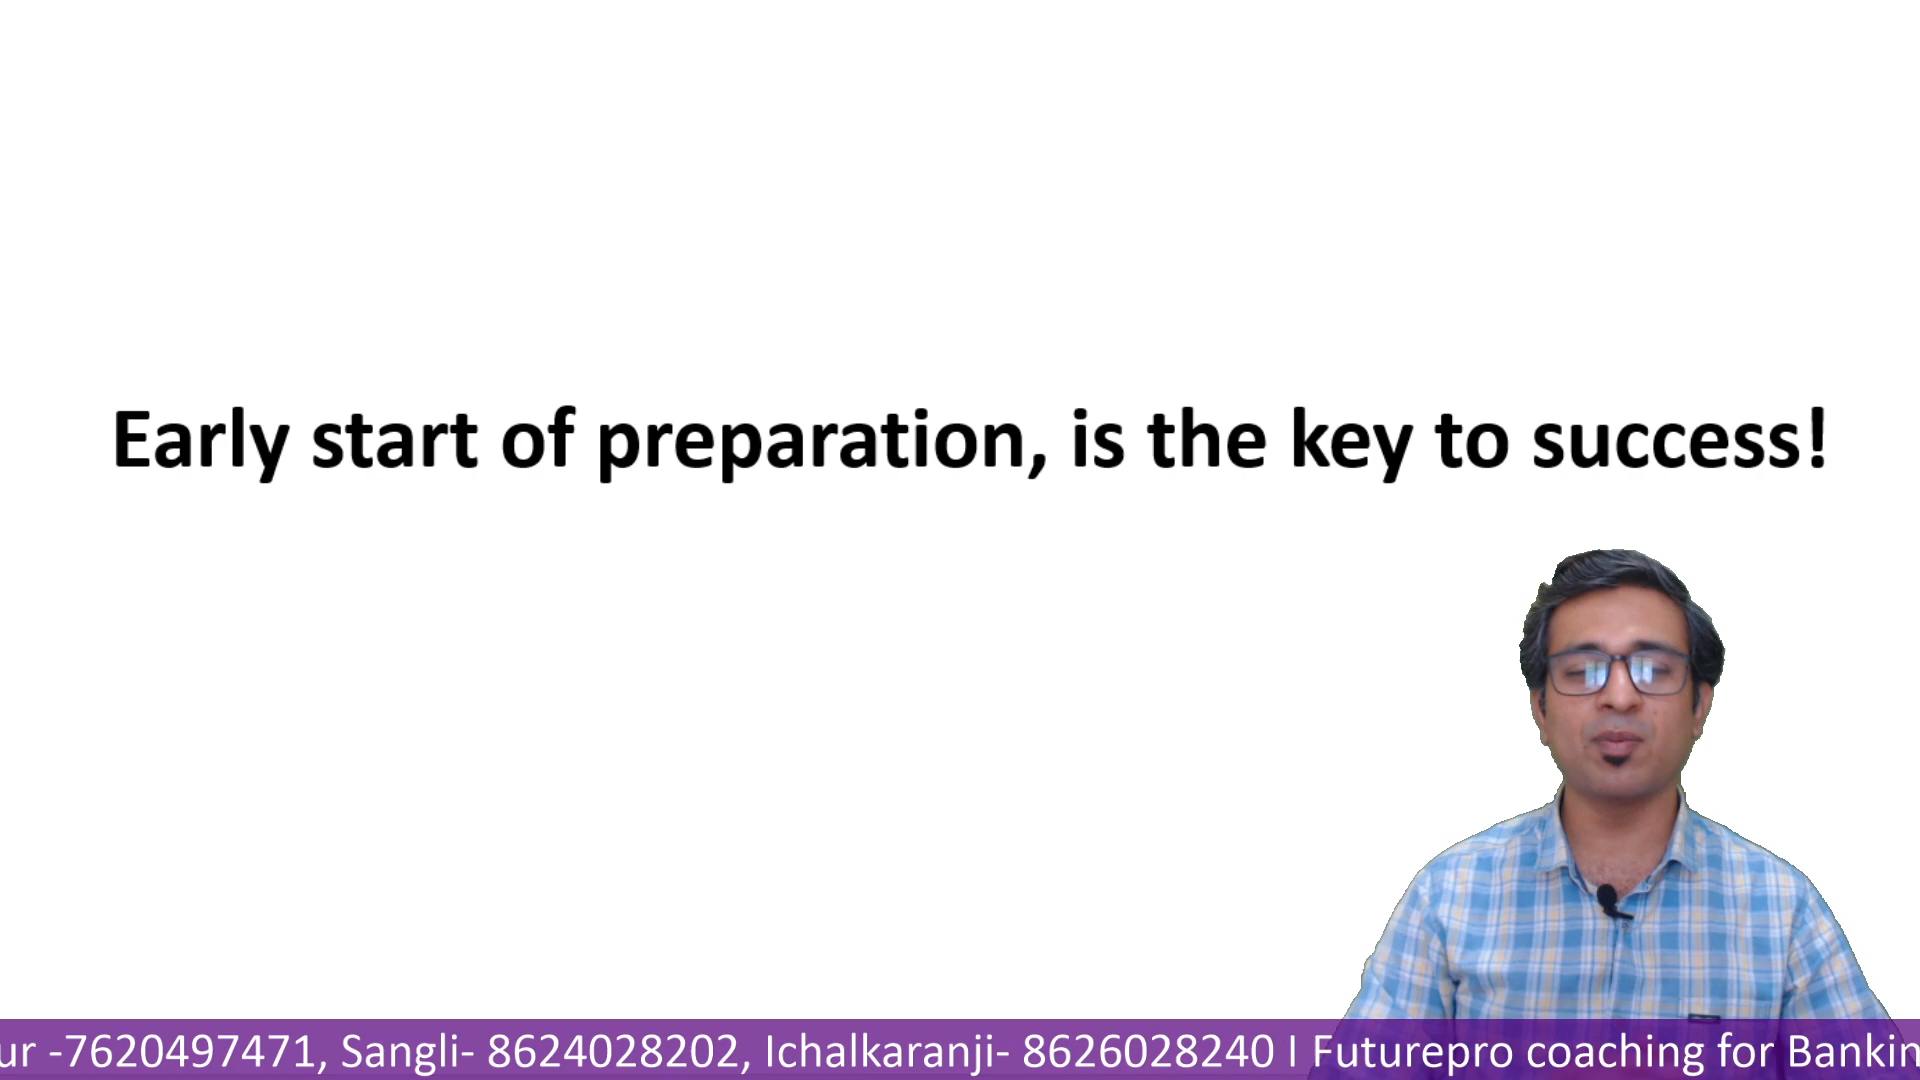 Early start of preparation, is the key to success!
ur -7620497471, Sangli- 8624028202, Ichalkaranji- 8626028240 I Futurepro coaching for Bankin